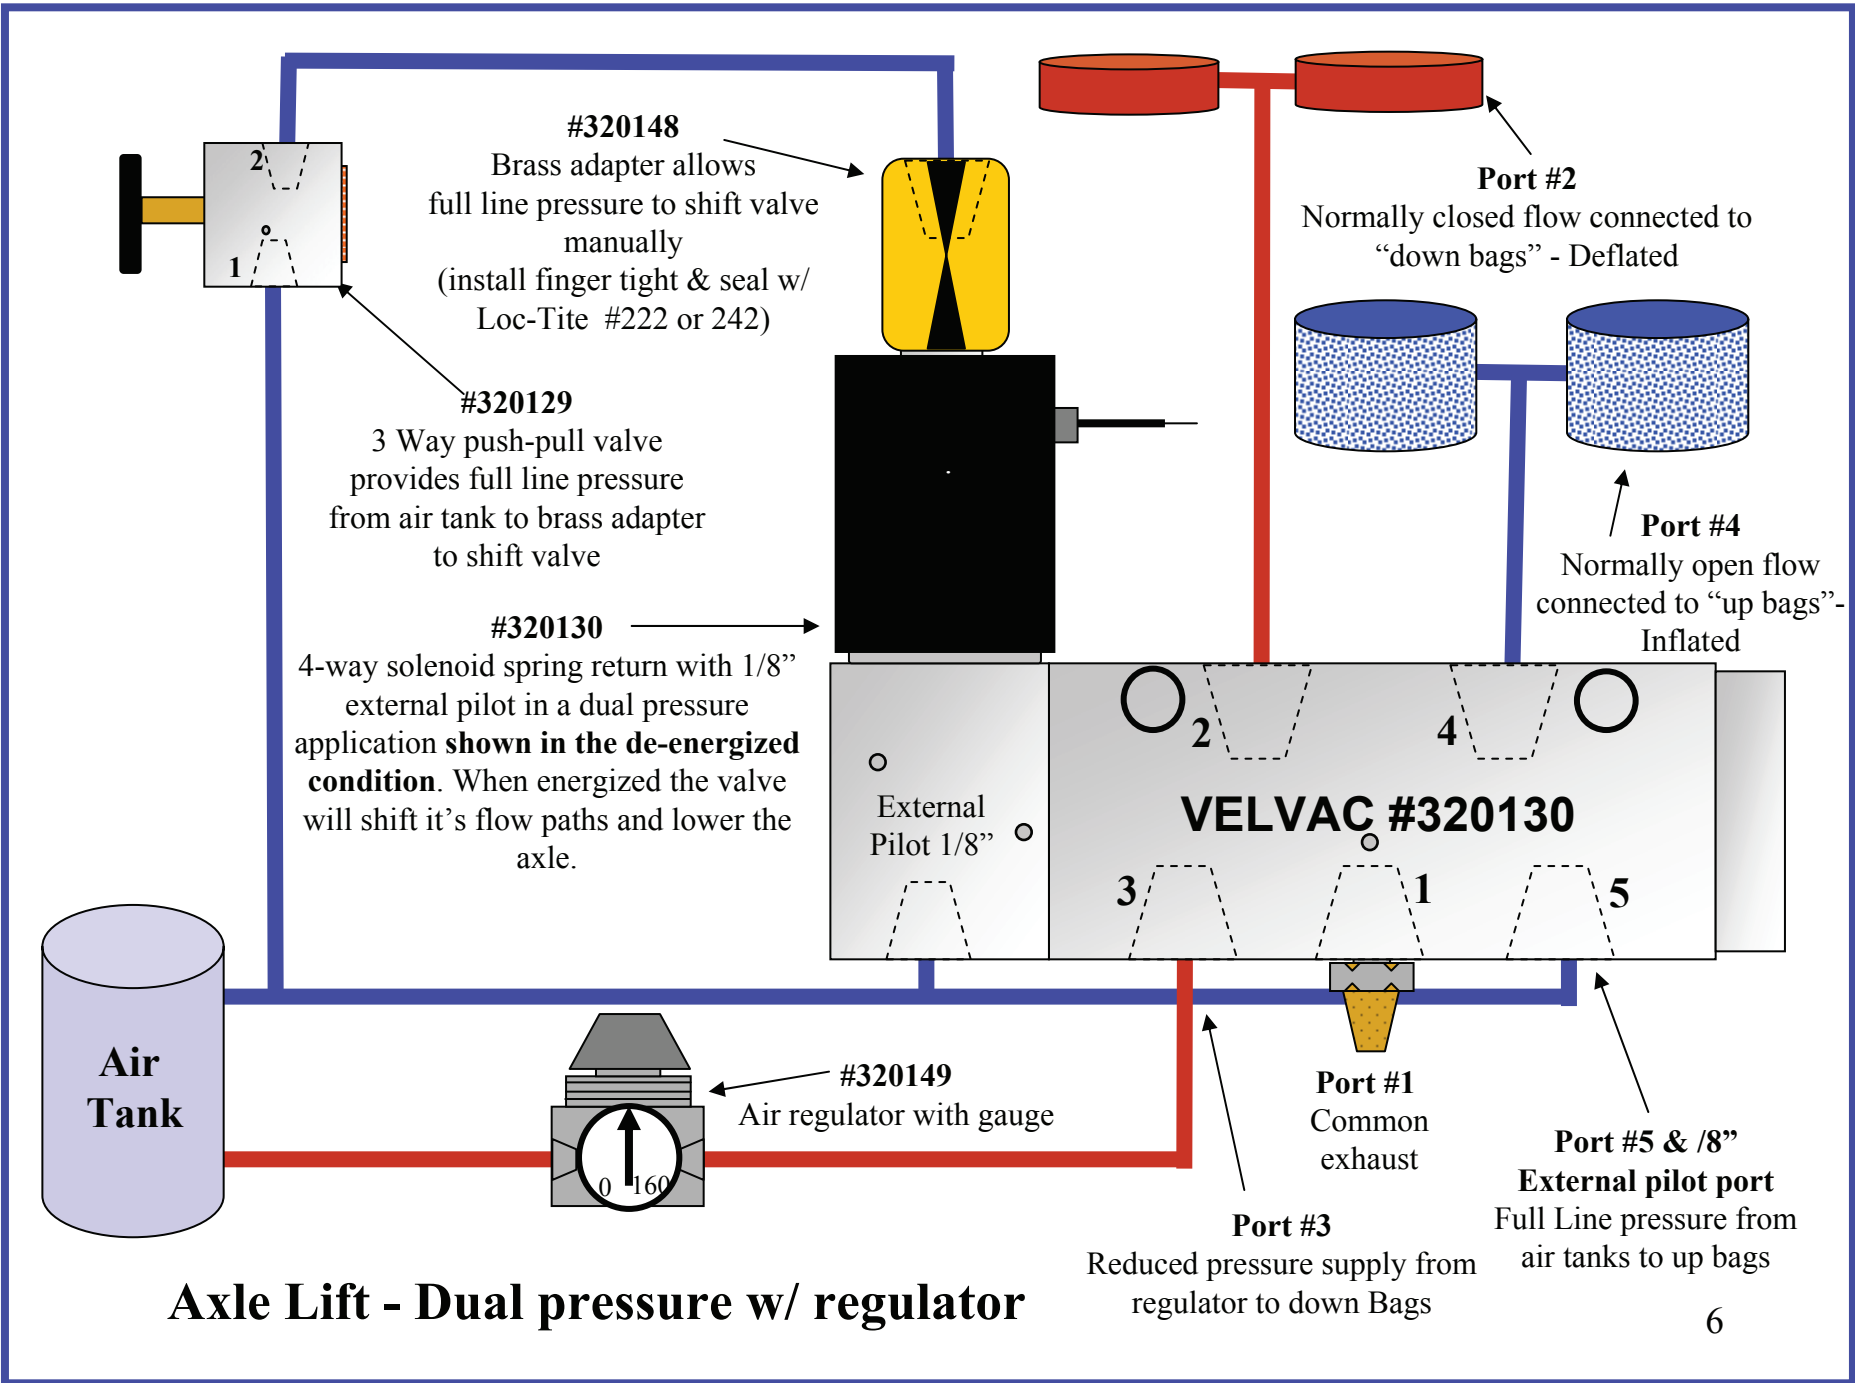 2
1
#320148
Brass adapter allows
full line pressure to shift valve
manually
(install finger tight & seal w/
Loc-Tite #222 or 242)
Port #2
Normally closed flow connected to
“down bags” - Deflated
#320129
3 Way push-pull valve
provides full line pressure
from air tank to brass adapter
to shift valve
Port #4
Normally open flow
connected to “up bags”-
Inflated
#320130
4-way solenoid spring return with 1/8”
external pilot in a dual pressure
application shown in the de-energized
condition. When energized the valve
will shift it’s flow paths and lower the
axle.
2
4
External
Pilot 1/8”
VELVAC #320130
3
1
5
Air
Tank
#320149
Air regulator with gauge
0 160
Port #1
Common
exhaust
Port #5 & /8”
External pilot port
Full Line pressure from
air tanks to up bags
Port #3
Reduced pressure supply from
regulator to down Bags
Axle Lift - Dual pressure w/ regulator
6